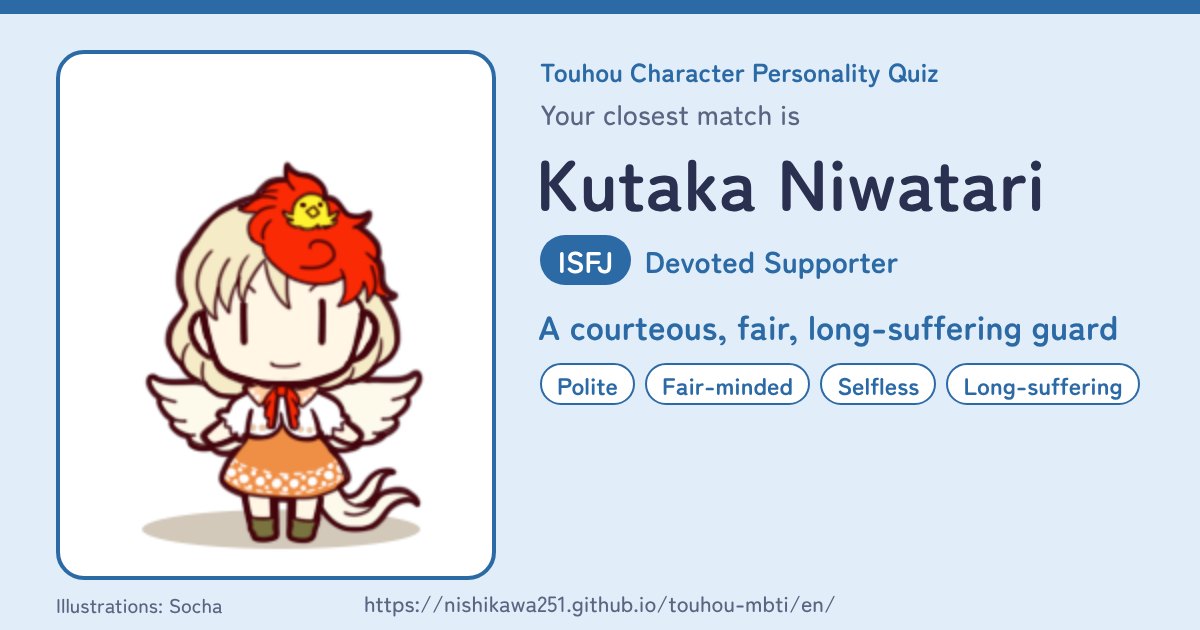 Touhou Character Personality Quiz
Your closest match is
Kutaka Niwatari
ISFJ Devoted Supporter
A courteous, fair, long-suffering guard
Polite Fair-minded Selfless Long-suffering
Illustrations: Socha https://nishikawa251.github.io/touhou-mbti/en/